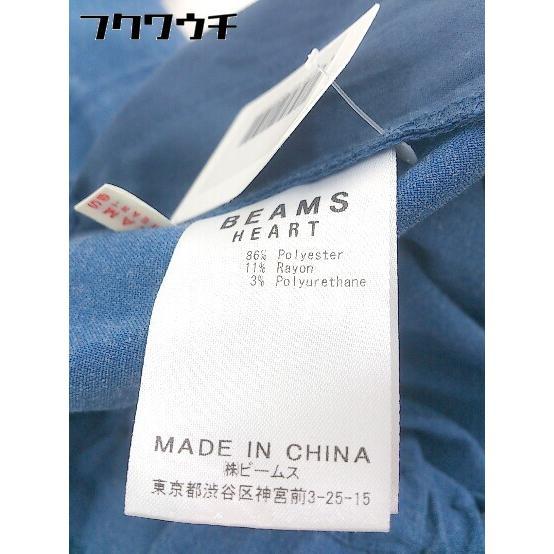 フクワウチ
BEAMS
HEART
86% Polyester
11% Rayon
3% Polyurethane
MADE IN CHINA
㈱ビームス
東京都渋谷区神宮前3-25-15